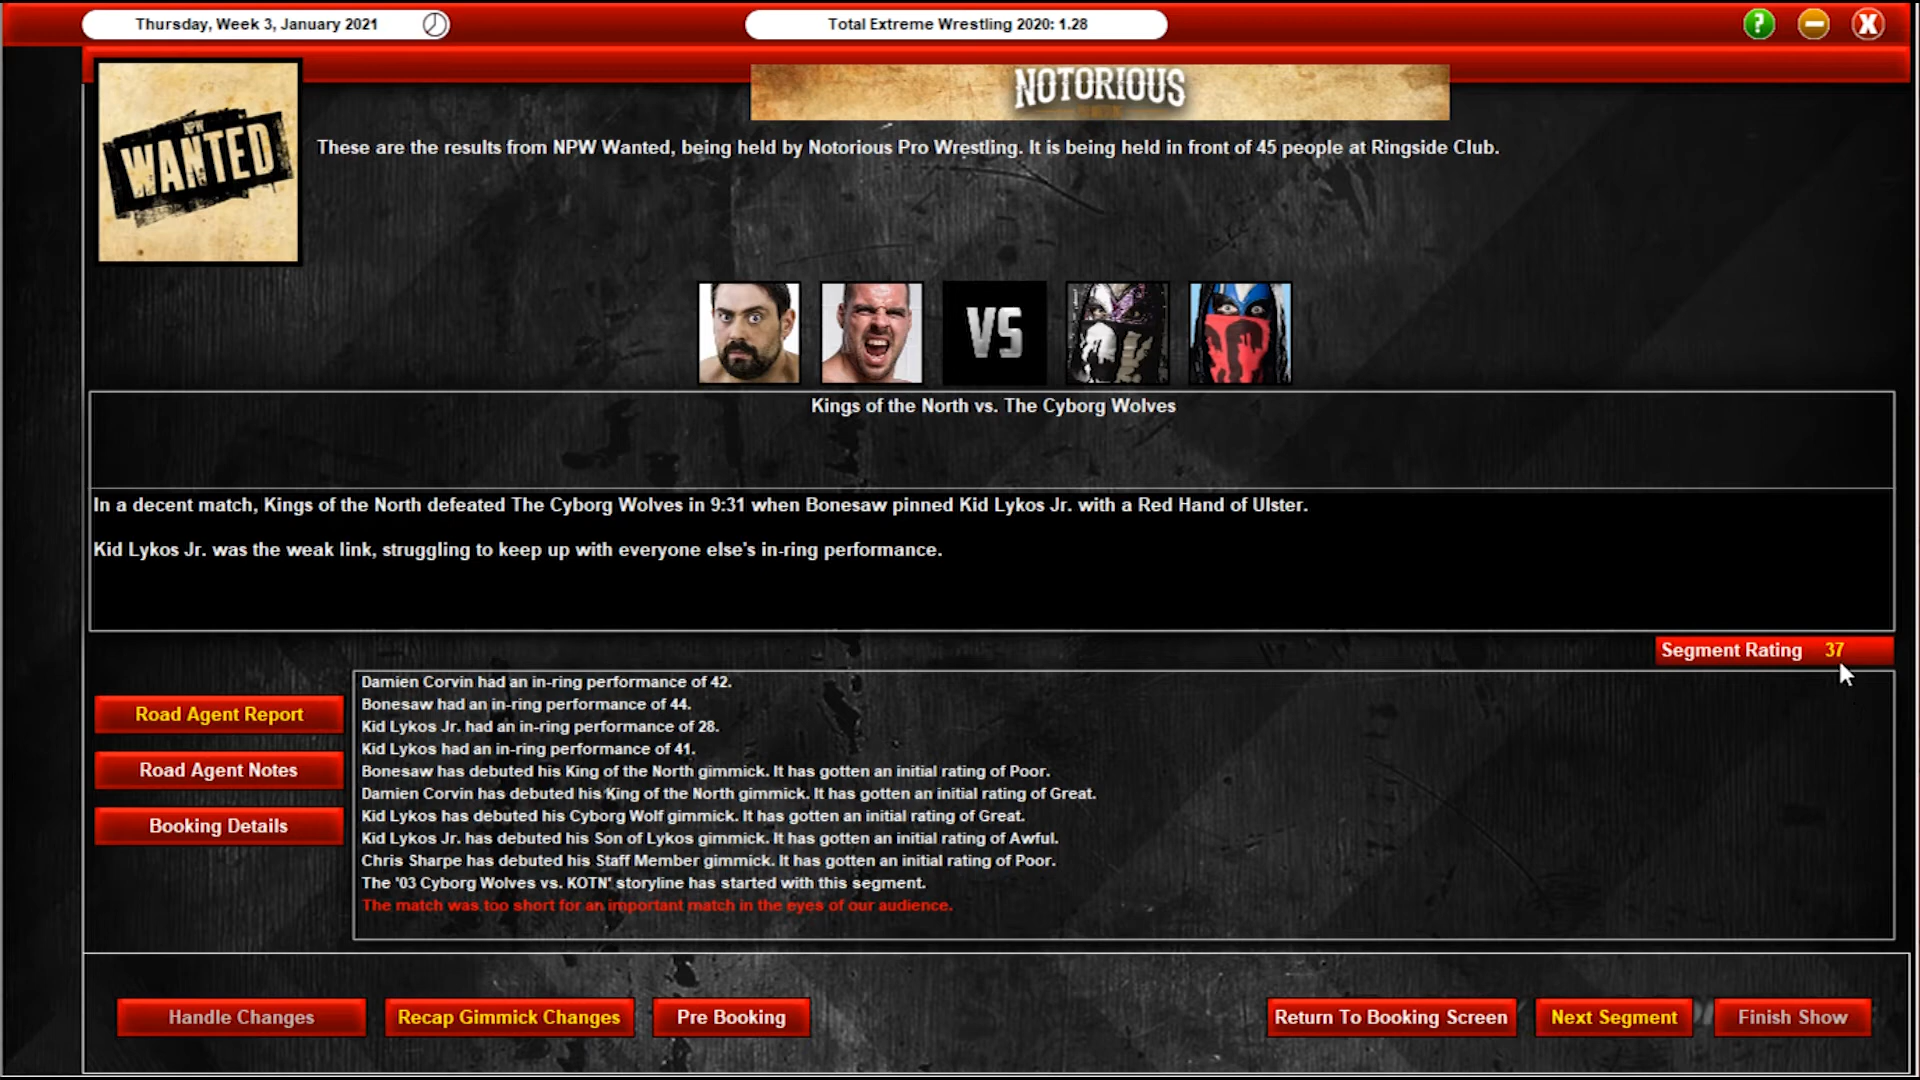 Thursday, Week 3, January 2021
Total Extreme Wrestling 2020: 1.28
?
X
NPW
WANTED
NOTORIOUS
These are the results from NPW Wanted, being held by Notorious Pro Wrestling. It is being held in front of 45 people at Ringside Club.
VS
Kings of the North vs. The Cyborg Wolves
In a decent match, Kings of the North defeated The Cyborg Wolves in 9:31 when Bonesaw pinned Kid Lykos Jr. with a Red Hand of Ulster.
Kid Lykos Jr. was the weak link, struggling to keep up with everyone else's in-ring performance.
Segment Rating 37
Road Agent Report
Road Agent Notes
Booking Details
Damien Corvin had an in-ring performance of 42.
Bonesaw had an in-ring performance of 44.
Kid Lykos Jr. had an in-ring performance of 28.
Kid Lykos had an in-ring performance of 41.
Bonesaw has debuted his King of the North gimmick. It has gotten an initial rating of Poor.
Damien Corvin has debuted his King of the North gimmick. It has gotten an initial rating of Great.
Kid Lykos has debuted his Cyborg Wolf gimmick. It has gotten an initial rating of Great.
Kid Lykos Jr. has debuted his Son of Lykos gimmick. It has gotten an initial rating of Awful.
Chris Sharpe has debuted his Staff Member gimmick. It has gotten an initial rating of Poor.
The '03 Cyborg Wolves vs. KOTN' storyline has started with this segment.
The match was too short for an important match in the eyes of our audience.
Handle Changes
Recap Gimmick Changes
Pre Booking
Return To Booking Screen
Next Segment
Finish Show